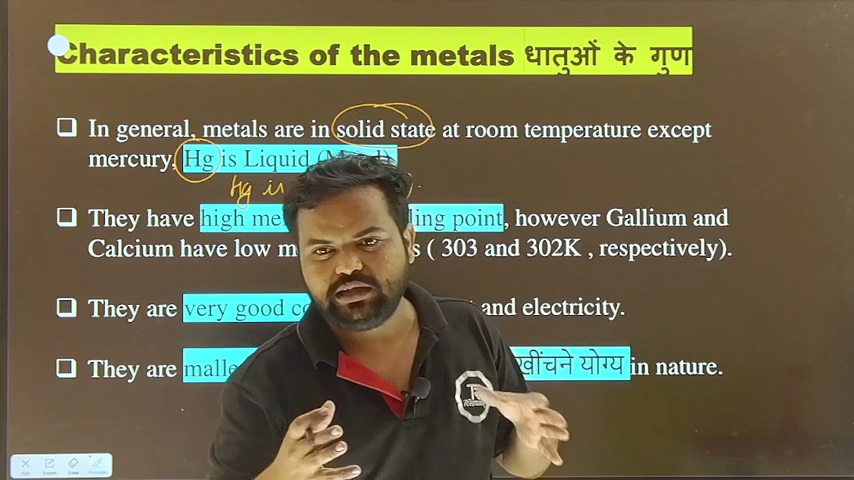 Characteristics of the metals धातुओं के गुण
In general, metals are in solid state at room temperature except
mercury, Hg is Liquid
Hg is
They have high ling point, however Gallium and
Calcium have low ( 303 and 302K , respectively).
They are very good and electricity.
They are खींचने योग्य in nature.